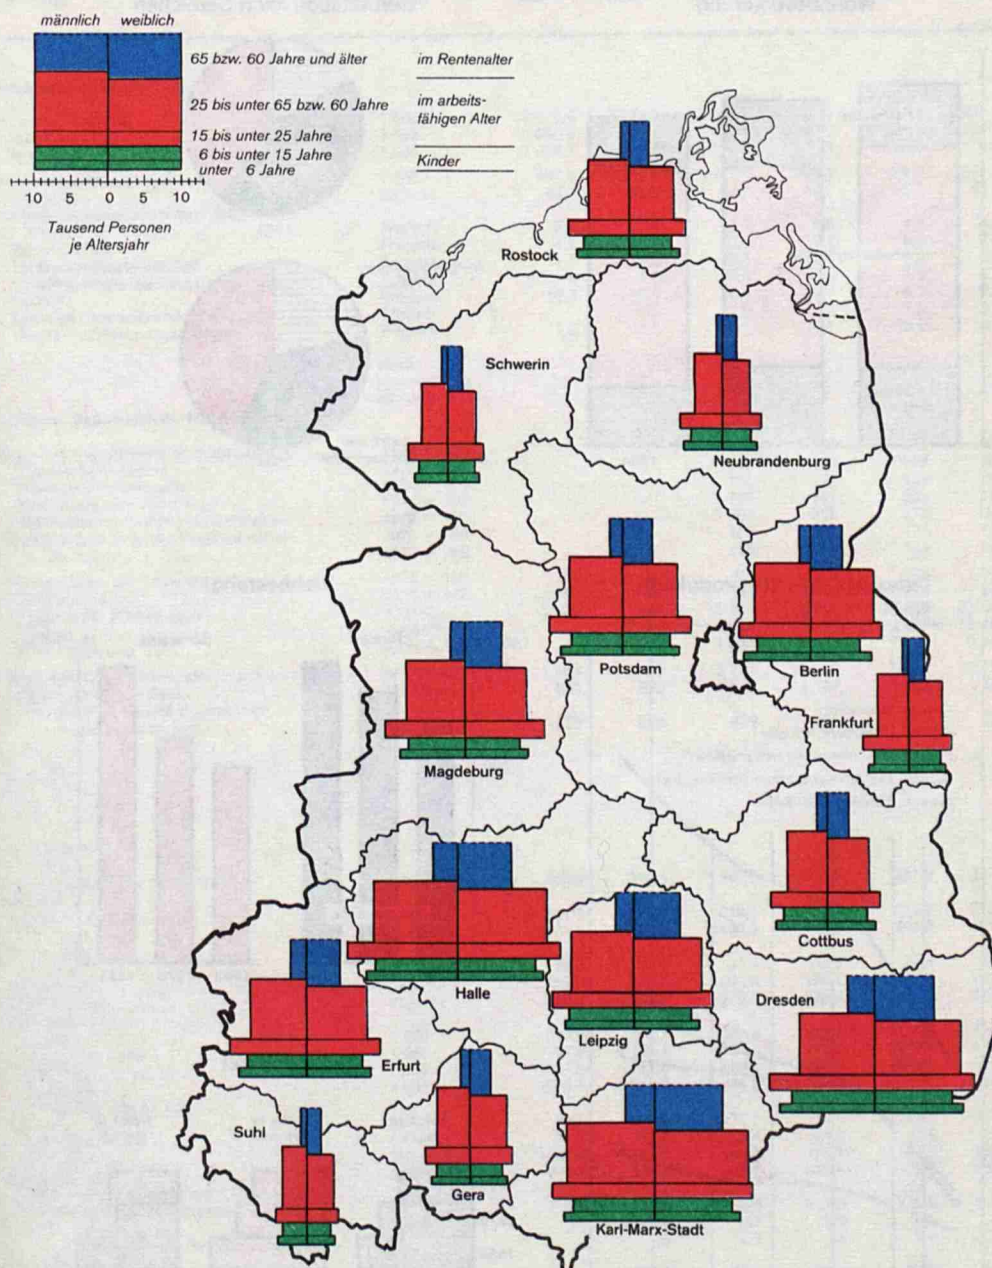 männlich weiblich
65 bzw. 60 Jahre und älter
im Rentenalter
25 bis unter 65 bzw. 60 Jahre
im arbeits-
fähigen Alter
15 bis unter 25 Jahre
6 bis unter 15 Jahre
unter 6 Jahre
Kinder
10 5 0 5 10
Tausend Personen
je Altersjahr
Rostock
Schwerin
Neubrandenburg
Potsdam
Berlin
Frankfurt
Magdeburg
Cottbus
Halle
Dresden
Leipzig
Erfurt
Suhl
Gera
Karl-Marx-Stadt